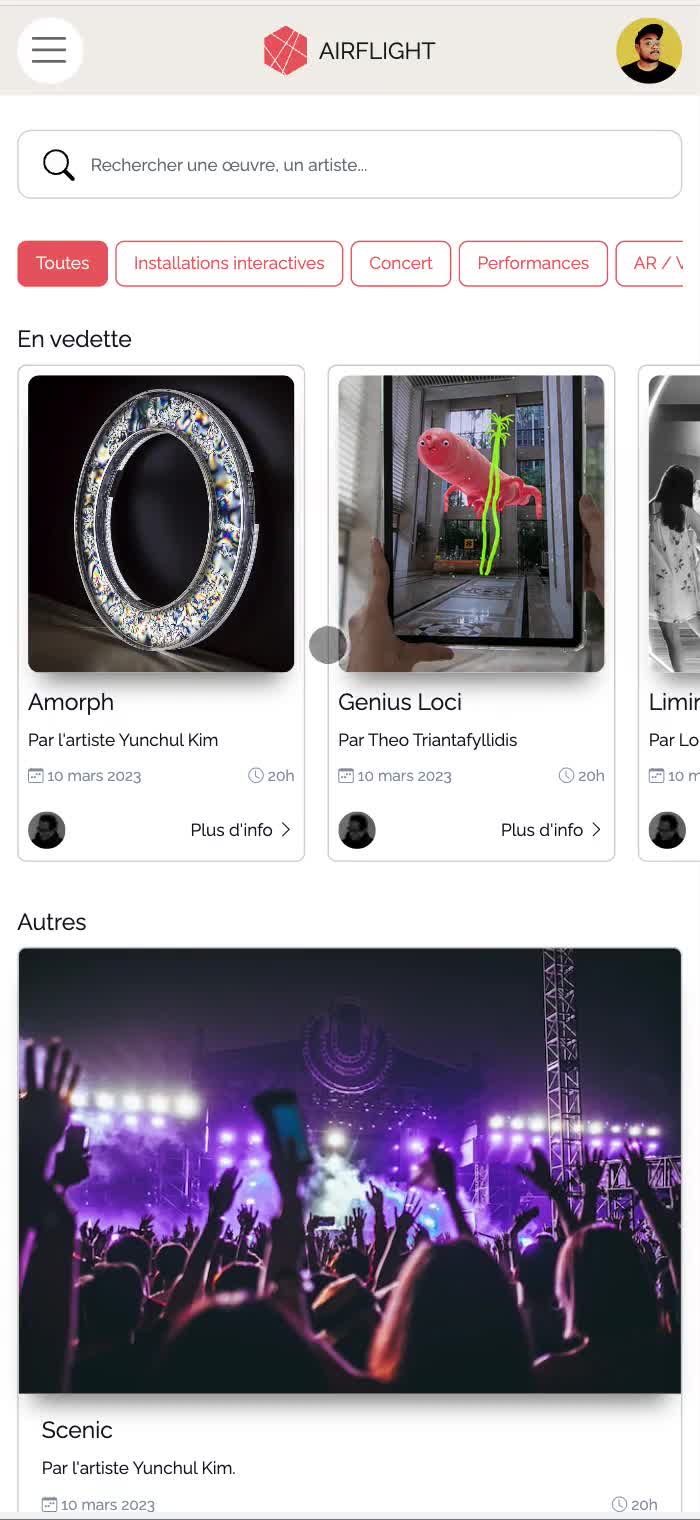 AIRFLIGHT
Rechercher une œuvre, un artiste...
Toutes
Installations interactives
Concert
Performances
AR /
En vedette
Amorph
Par l'artiste Yunchul Kim
10 mars 2023
20h
Plus d'info
Genius Loci
Par Theo Triantafyllidis
10 mars 2023
20h
Plus d'info
Par
10
Autres
Scenic
Par l'artiste Yunchul Kim.
10 mars 2023
20h